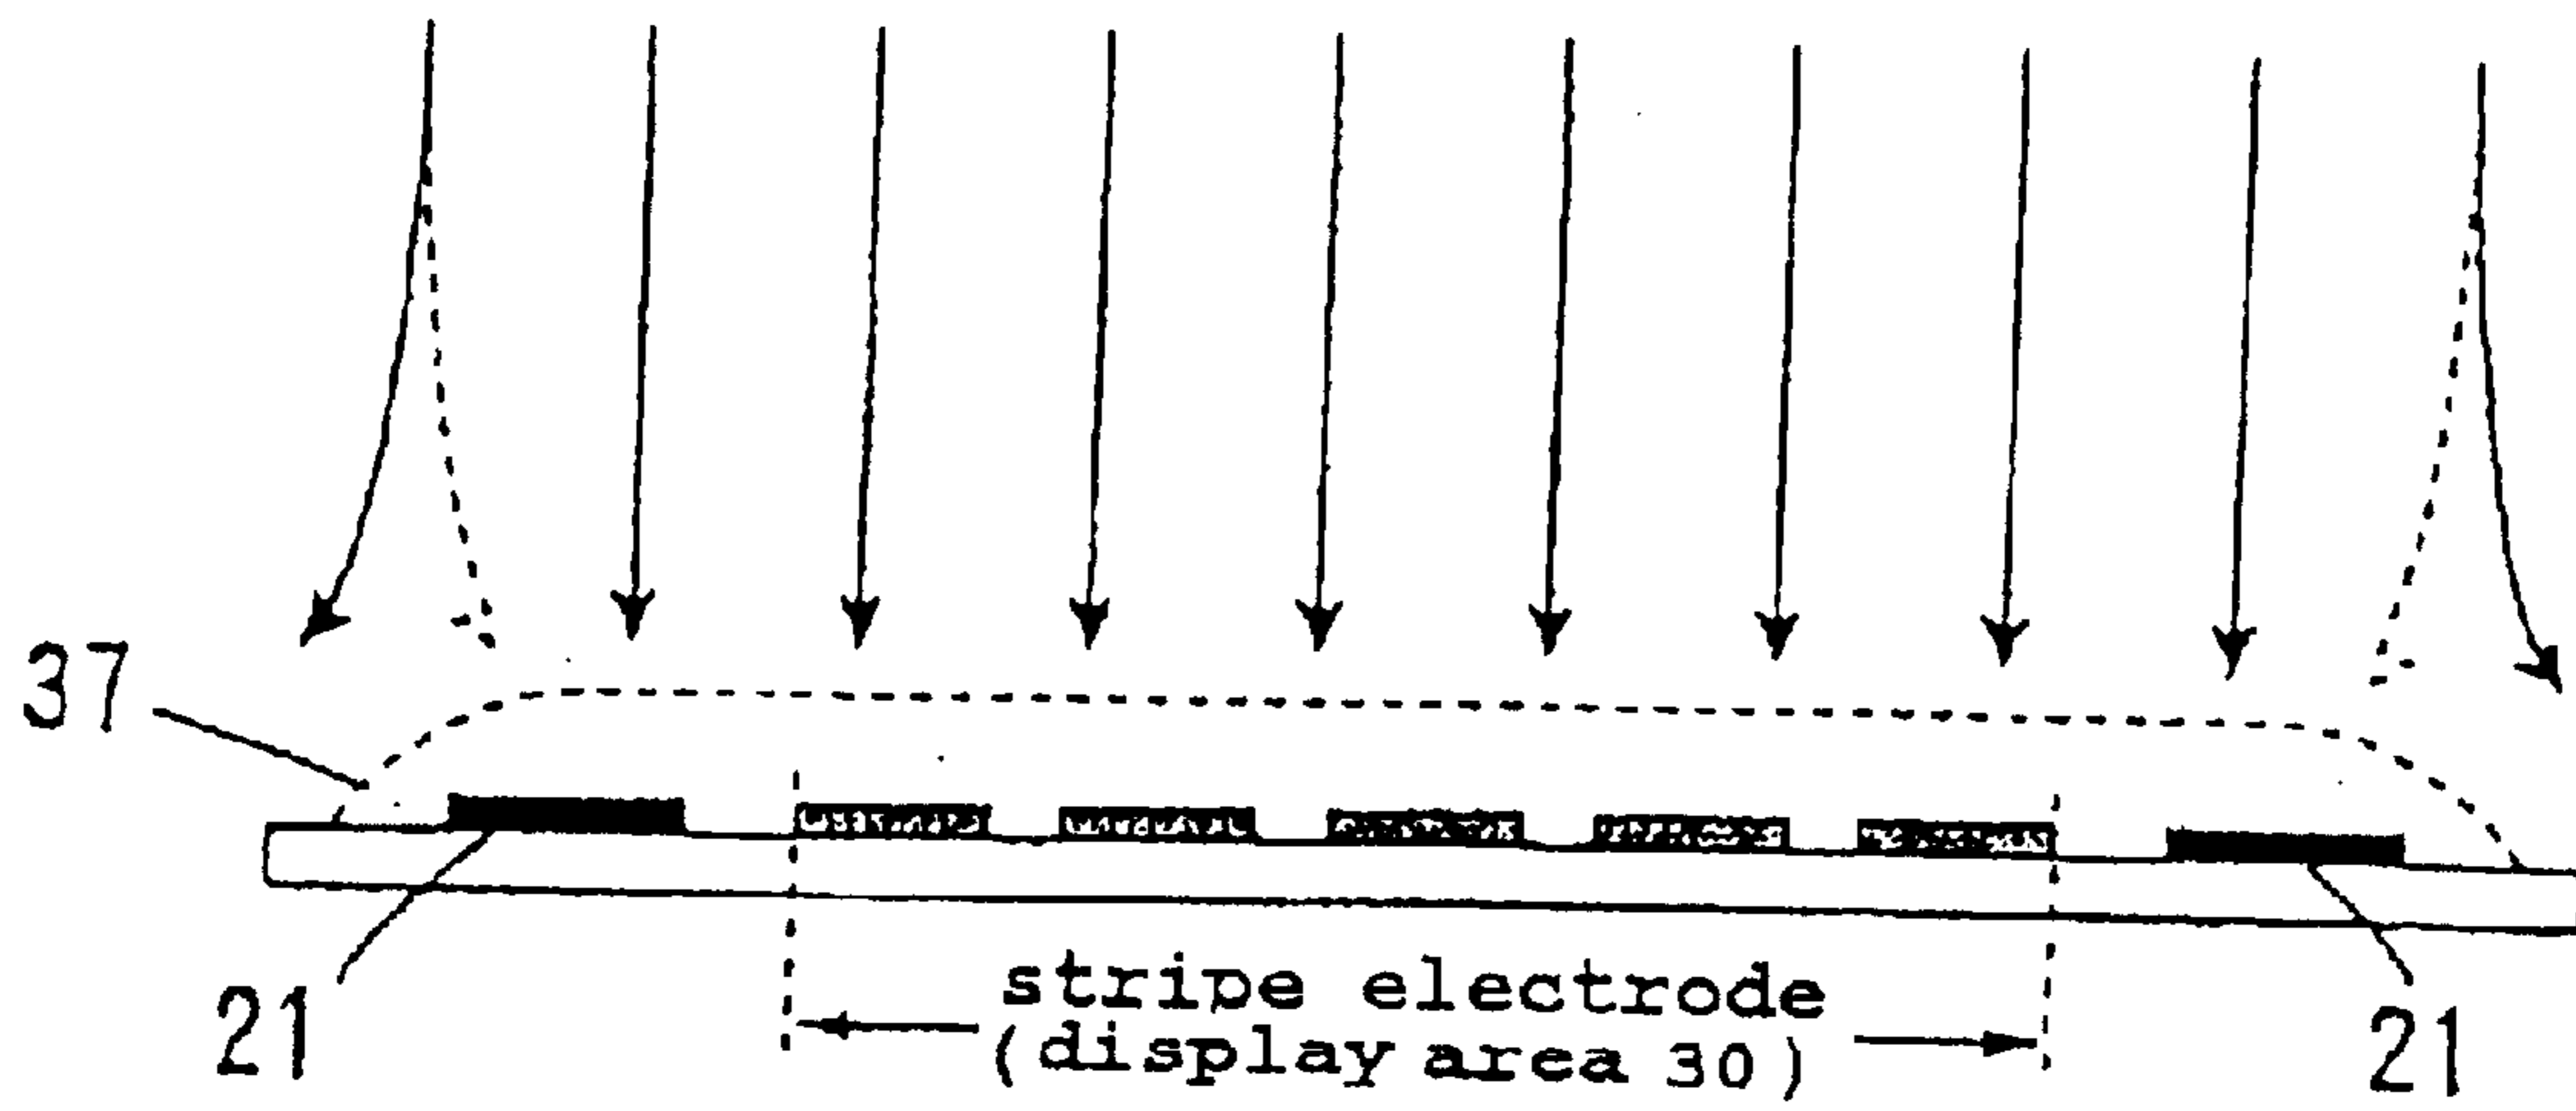 37
stripe electrode
(display area 30)
21
21